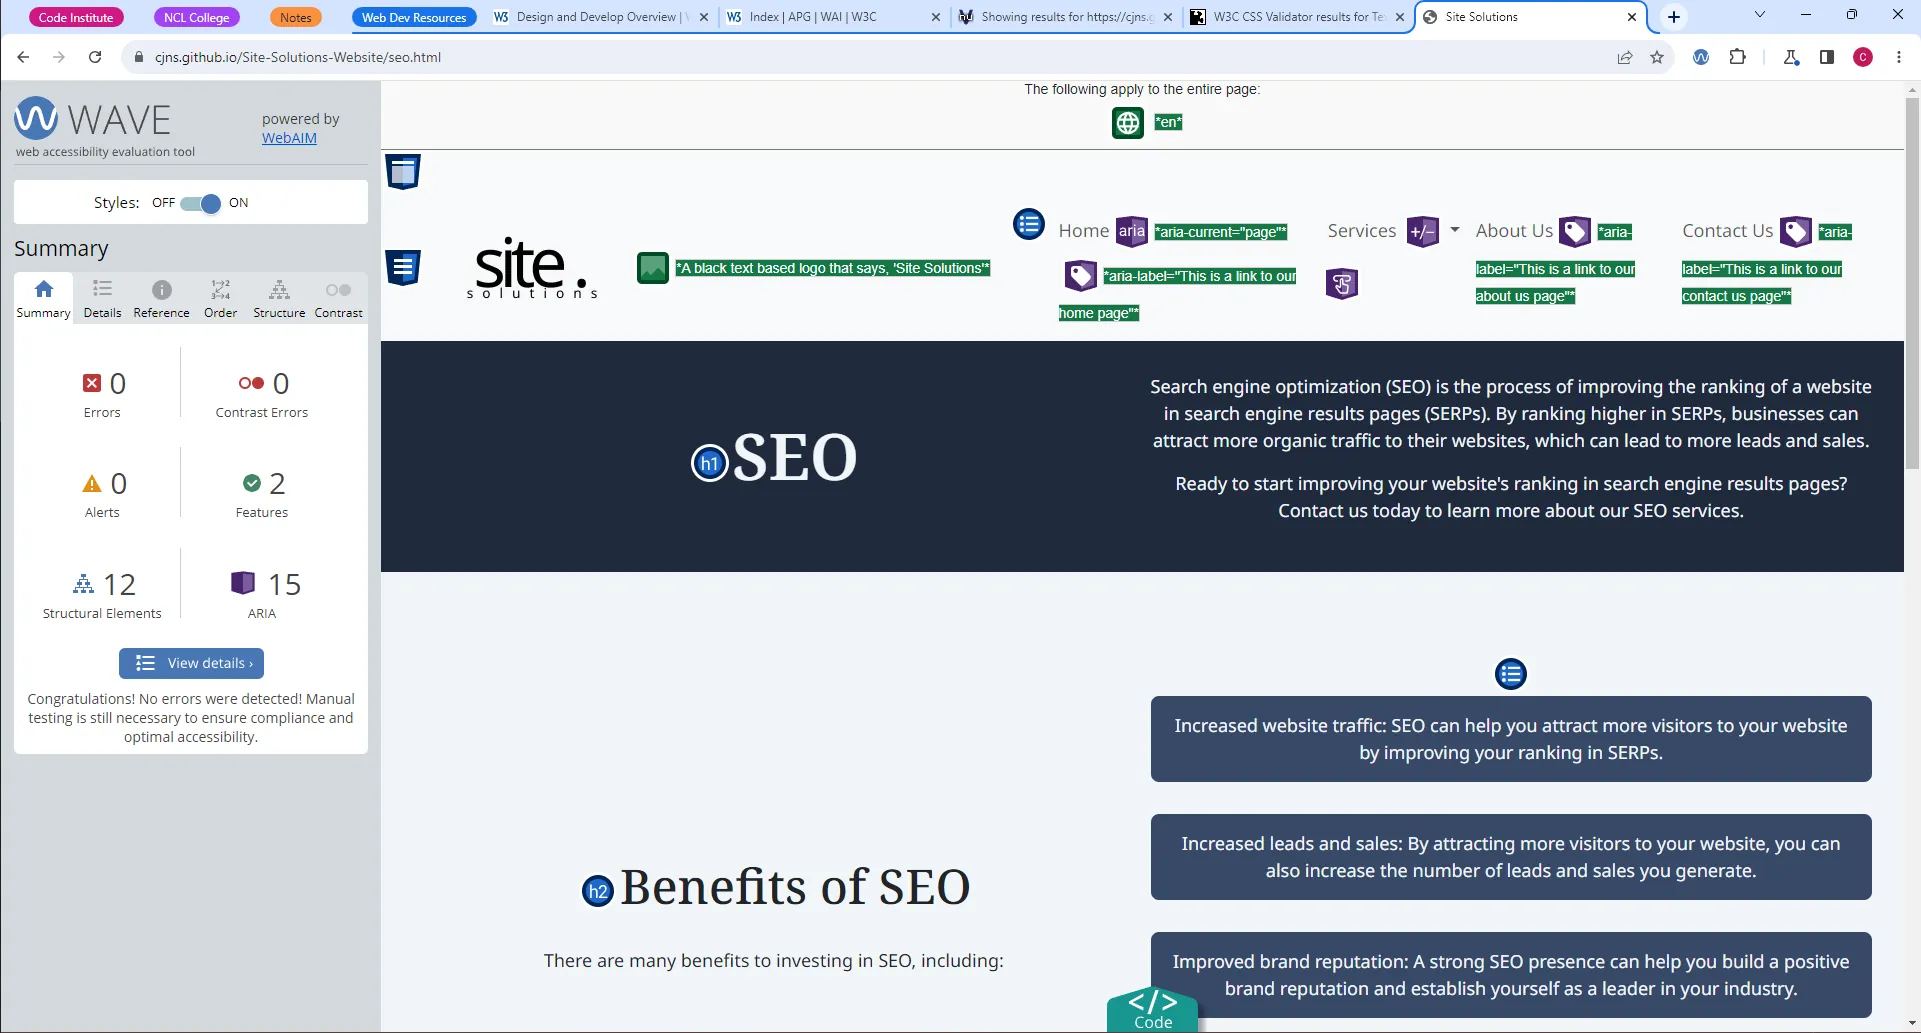 Code Institute
NCL College
Notes
Web Dev Resources
Design and Develop Overview |
Index | APG | WAI | W3C
Showing results for https://cjns.g
W3C CSS Validator results for Te
Site Solutions
cjns.github.io/Site-Solutions-Website/seo.html
C
WAVE
web accessibility evaluation tool
powered by
WebAIM
Styles: OFF ON
Summary
Summary Details Reference Order Structure Contrast
0 Errors
0 Contrast Errors
0 Alerts
2 Features
12 Structural Elements
15 ARIA
View details ›
Congratulations! No errors were detected! Manual
testing is still necessary to ensure compliance and
optimal accessibility.
The following apply to the entire page:
*en*
site.
solutions
*A black text based logo that says, 'Site Solutions'*
Home aria *aria-current="page"*
*aria-label="This is a link to our
home page"*
Services +/-
About Us *aria-
label="This is a link to our
about us page"*
Contact Us *aria-
label="This is a link to our
contact us page"*
h1 SEO
Search engine optimization (SEO) is the process of improving the ranking of a website
in search engine results pages (SERPs). By ranking higher in SERPs, businesses can
attract more organic traffic to their websites, which can lead to more leads and sales.
Ready to start improving your website's ranking in search engine results pages?
Contact us today to learn more about our SEO services.
h2 Benefits of SEO
There are many benefits to investing in SEO, including:
Increased website traffic: SEO can help you attract more visitors to your website
by improving your ranking in SERPs.
Increased leads and sales: By attracting more visitors to your website, you can
also increase the number of leads and sales you generate.
Improved brand reputation: A strong SEO presence can help you build a positive
brand reputation and establish yourself as a leader in your industry.
</>
Code